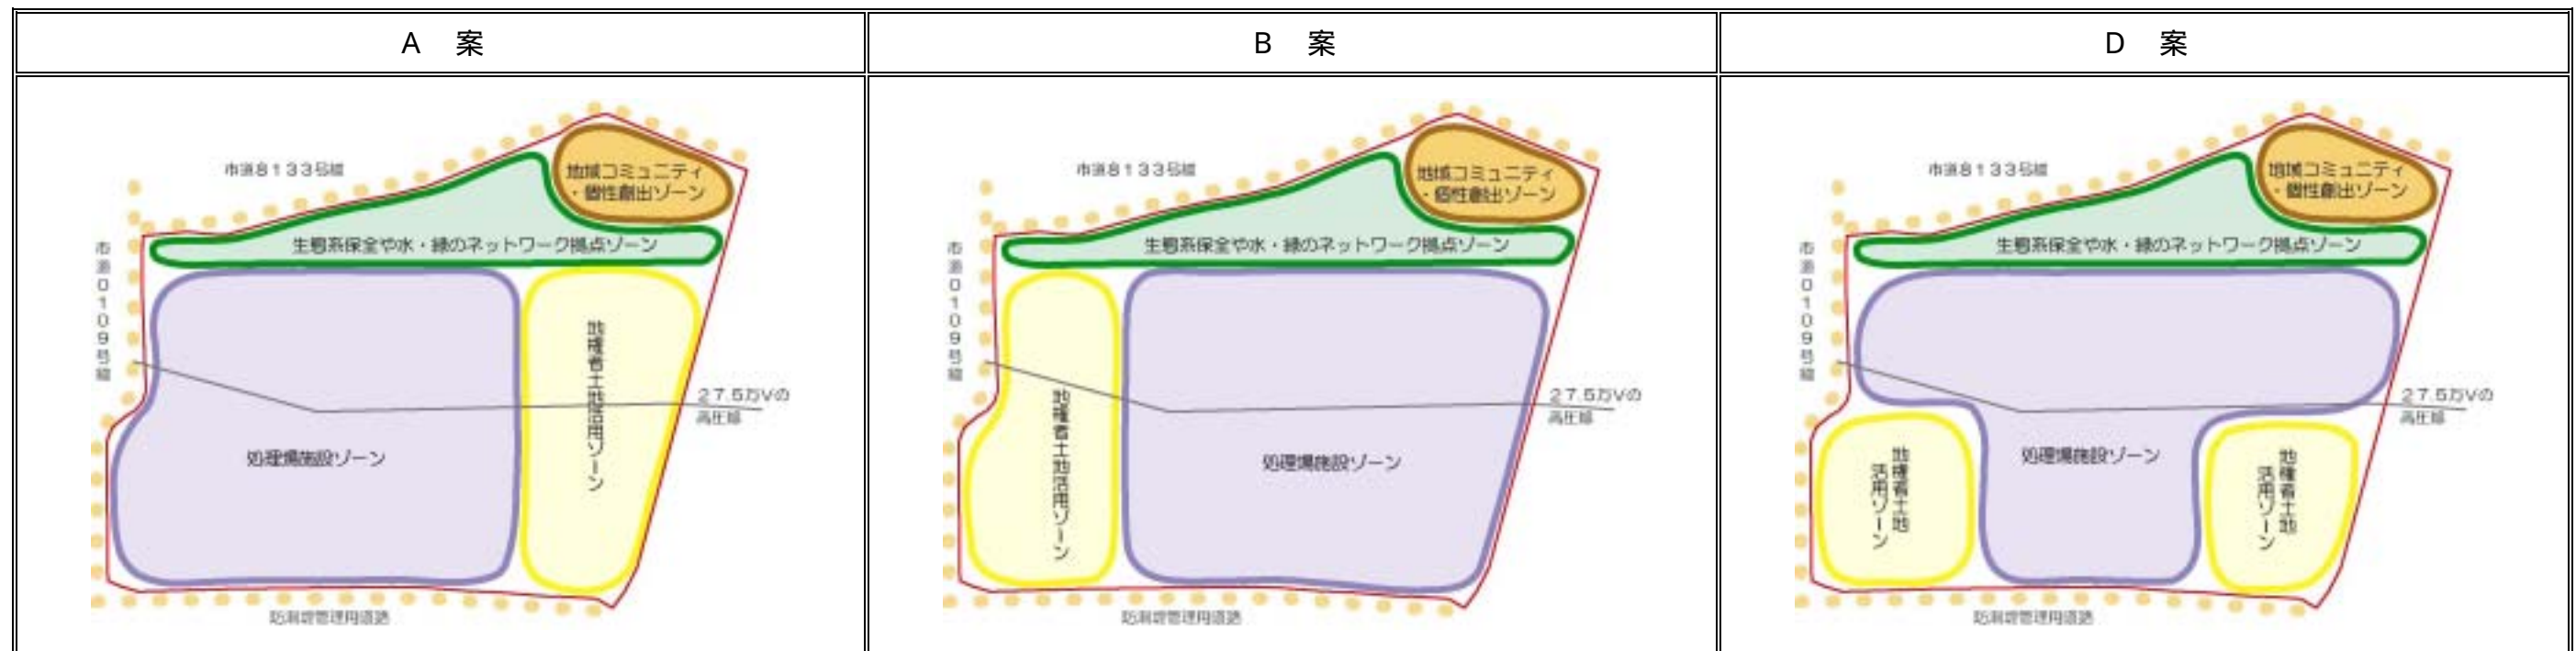 A 案
B 案
D 案
市道8133号線
地域コミュニティ
・個性創出ゾーン
生態系保全や水・緑のネットワーク拠点ゾーン
市道0109号線
地権者土地活用ゾーン
27.5万Vの
高圧線
処理場施設ゾーン
防潮堤管理用道路
市道8133号線
地域コミュニティ
・個性創出ゾーン
生態系保全や水・緑のネットワーク拠点ゾーン
市道0109号線
地権者土地活用ゾーン
27.5万Vの
高圧線
処理場施設ゾーン
防潮堤管理用道路
市道8133号線
地域コミュニティ
・個性創出ゾーン
生態系保全や水・緑のネットワーク拠点ゾーン
市道0109号線
27.5万Vの
高圧線
地権者土地
活用ゾーン
処理場施設ゾーン
地権者土地
活用ゾーン
防潮堤管理用道路